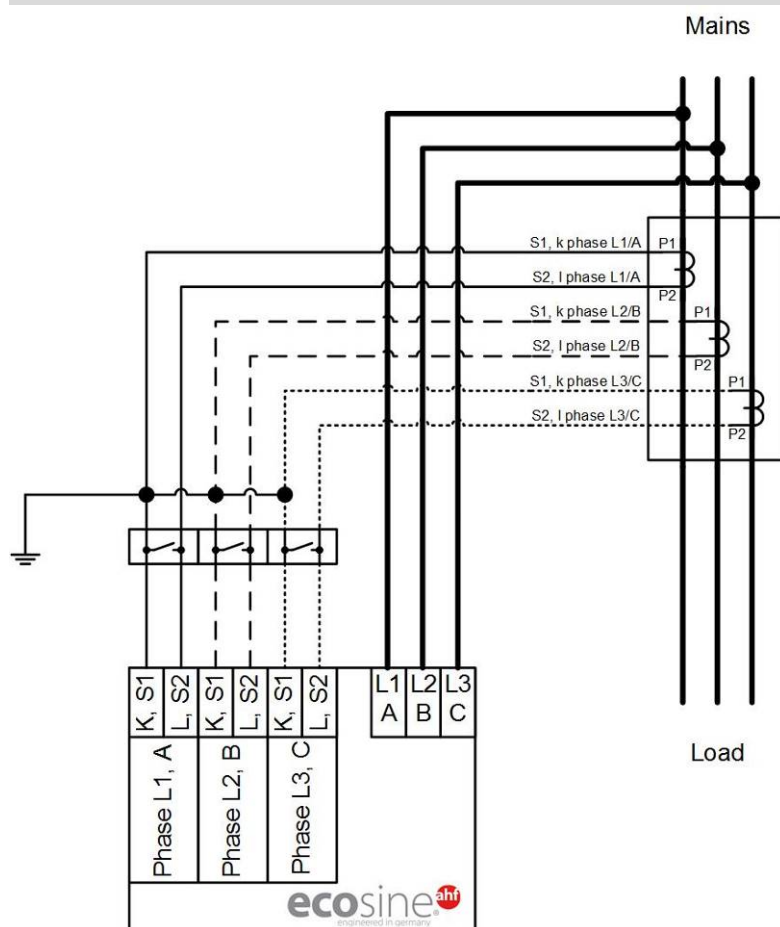 Mains
S1, k phase L1/A
P1
S2, l phase L1/A
P2
S1, k phase L2/B
P1
S2, l phase L2/B
P2
S1, k phase L3/C
P1
S2, l phase L3/C
P2
K, S1
L, S2
K, S1
L, S2
K, S1
L, S2
L1
A
L2
B
L3
C
Phase L1, A
Phase L2, B
Phase L3, C
Load
ecosine ahf
engineered in germany